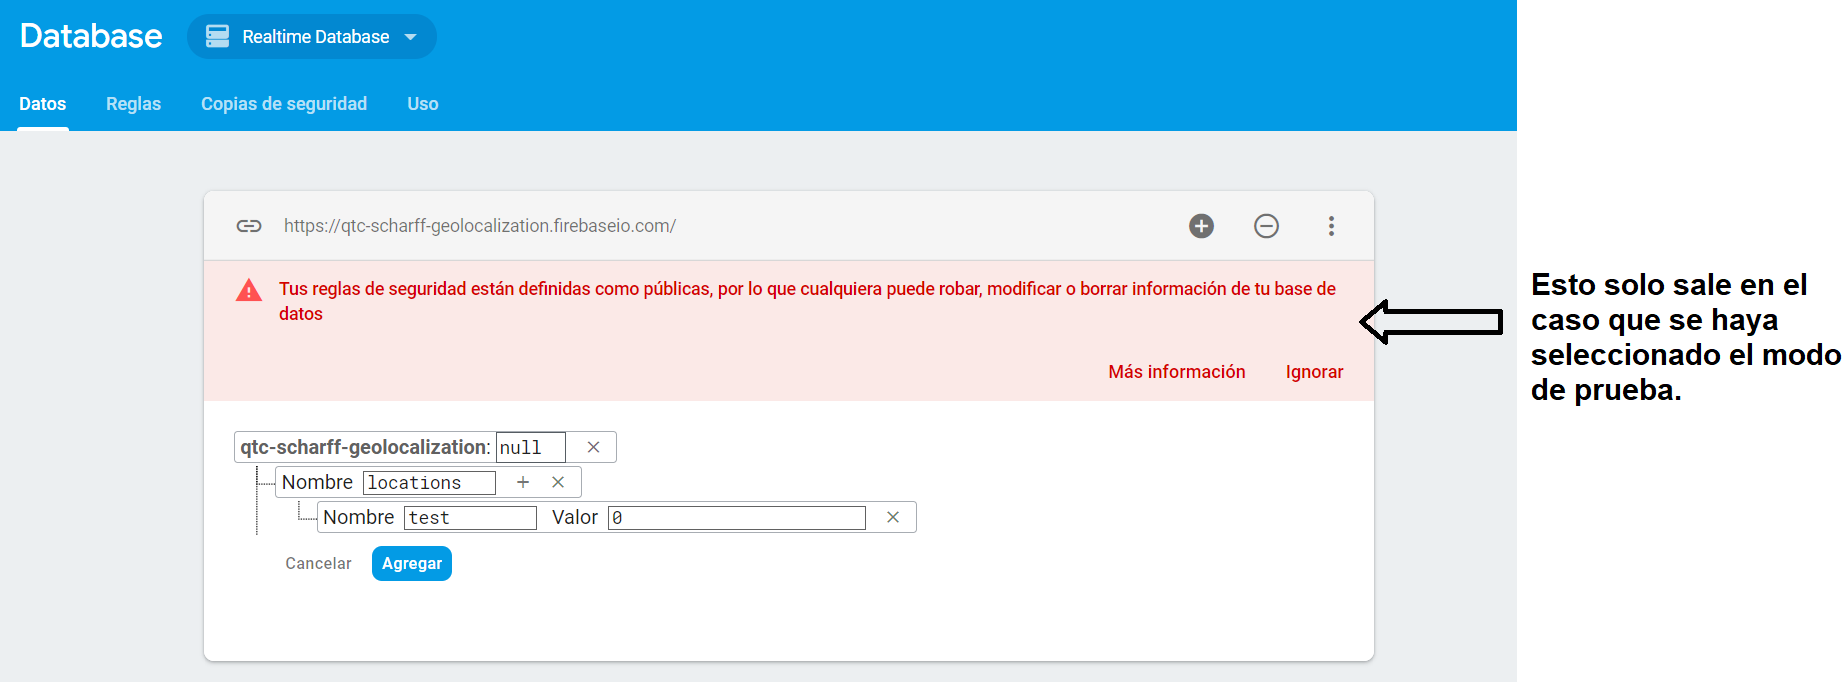 Database
Realtime Database
Datos
Reglas
Copias de seguridad
Uso
https://qtc-scharff-geolocalization.firebaseio.com/
Tus reglas de seguridad están definidas como públicas, por lo que cualquiera puede robar, modificar o borrar información de tu base de
datos
Más información
Ignorar
Esto solo sale en el
caso que se haya
seleccionado el modo
de prueba.
qtc-scharff-geolocalization: null
Nombre locations
Nombre test Valor 0
Cancelar
Agregar